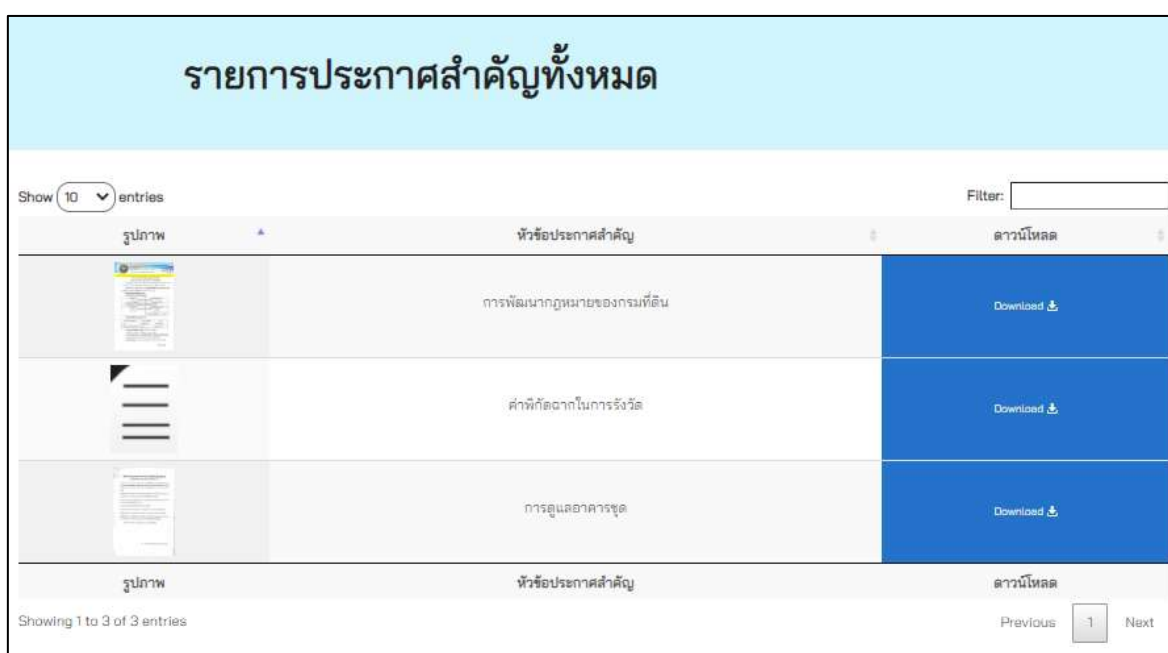 รายการประกาศสำคัญทั้งหมด
Show 10 entries Filter:
รูปภาพ หัวข้อประกาศสำคัญ ดาวน์โหลด
การพัฒนากฎหมายของกรมที่ดิน Download
ค่าพิกัดฉากในการรังวัด Download
การดูแลอาคารชุด Download
รูปภาพ หัวข้อประกาศสำคัญ ดาวน์โหลด
Showing 1 to 3 of 3 entries Previous 1 Next